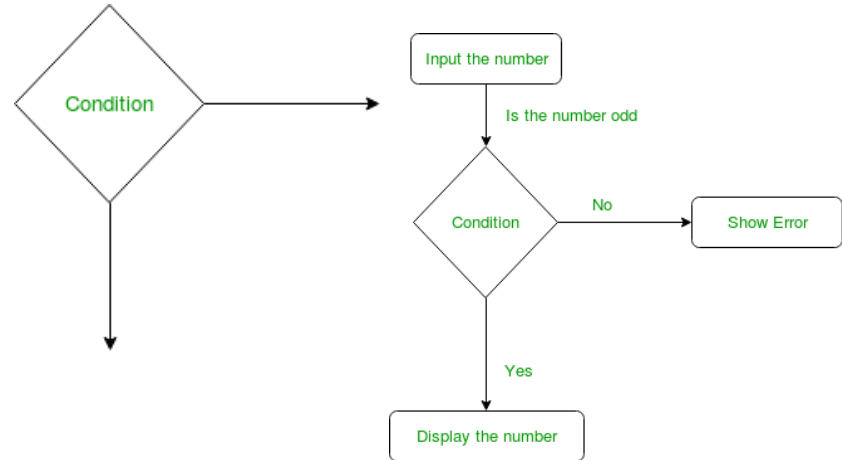 Condition
Input the number
Is the number odd
Condition
No
Show Error
Yes
Display the number